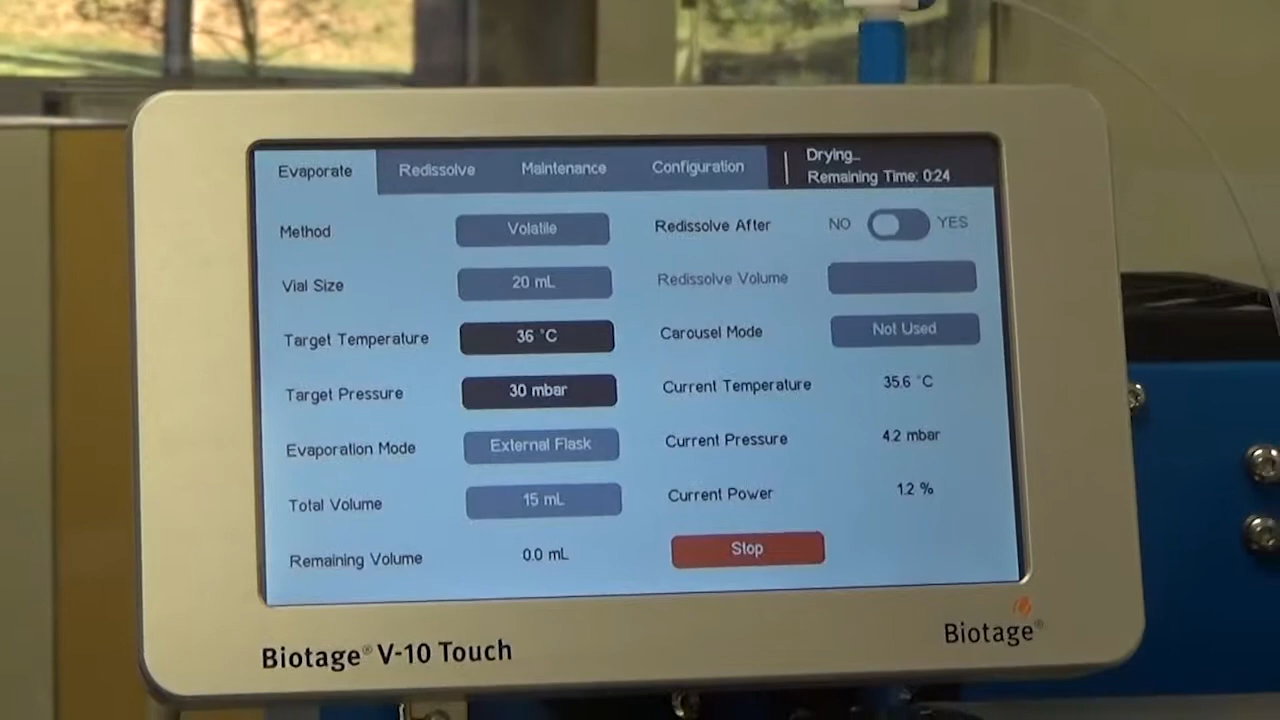 Evaporate Redissolve Maintenance Configuration
Drying...
Remaining Time: 0:24
Method Volatile
Vial Size 20 mL
Target Temperature 36 °C
Target Pressure 30 mbar
Evaporation Mode External Flask
Total Volume 15 mL
Remaining Volume 0.0 mL
Redissolve After NO YES
Redissolve Volume
Carousel Mode Not Used
Current Temperature 35.6 °C
Current Pressure 4.2 mbar
Current Power 1.2 %
Stop
Biotage® V-10 Touch
Biotage®